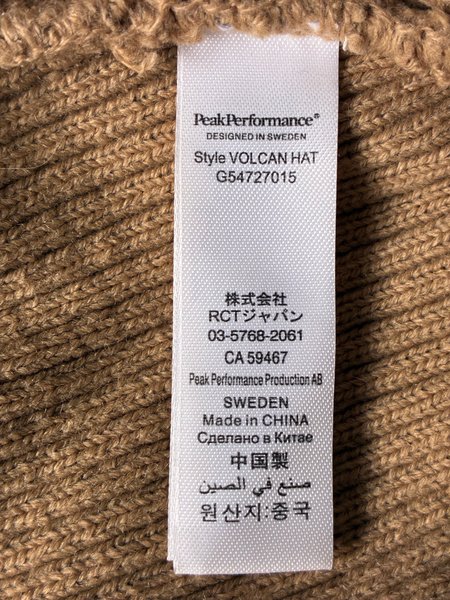 PeakPerformance®
DESIGNED IN SWEDEN
Style VOLCAN HAT
G54727015
株式会社
RCTジャパン
03-5768-2061
CA 59467
Peak Performance Production AB
SWEDEN
Made in CHINA
Сделано в Китае
中国製
صنع في الصين
원산지:중국